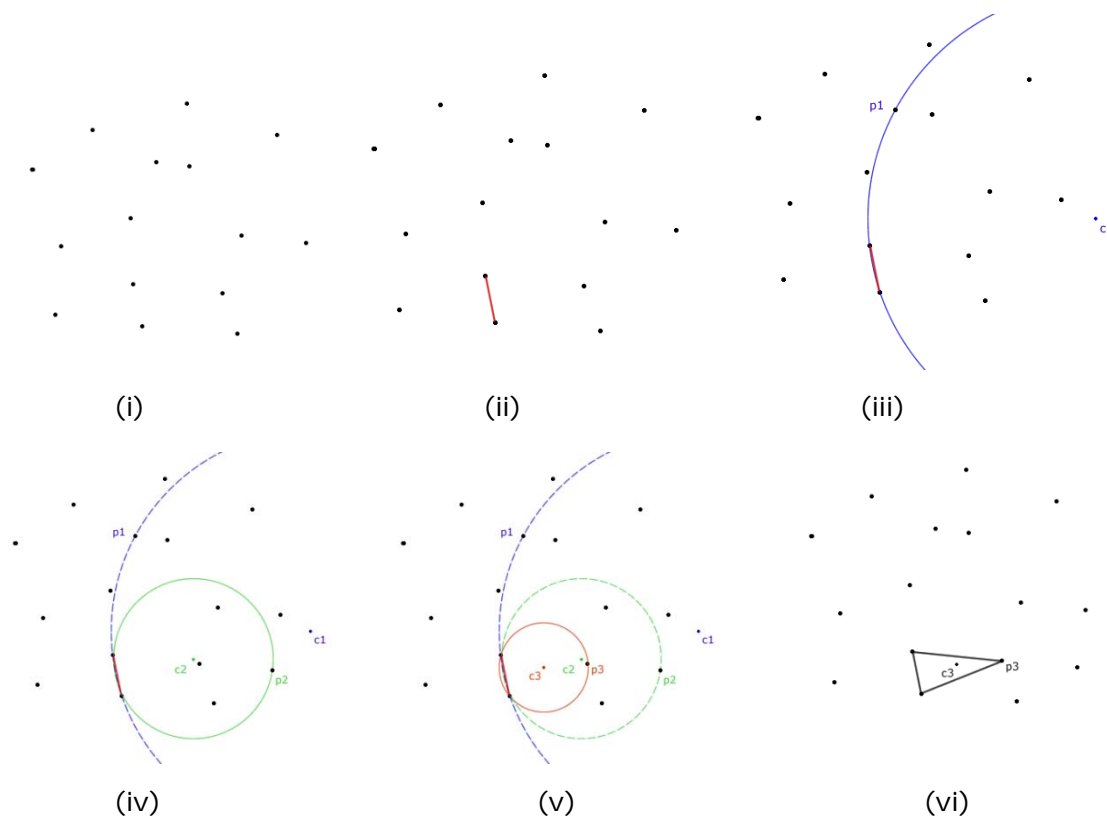 p1
c
(i)
(ii)
(iii)
p1
c1
c2
p2
p1
c1
c2
p3
c3
p2
c3
p3
(iv)
(v)
(vi)